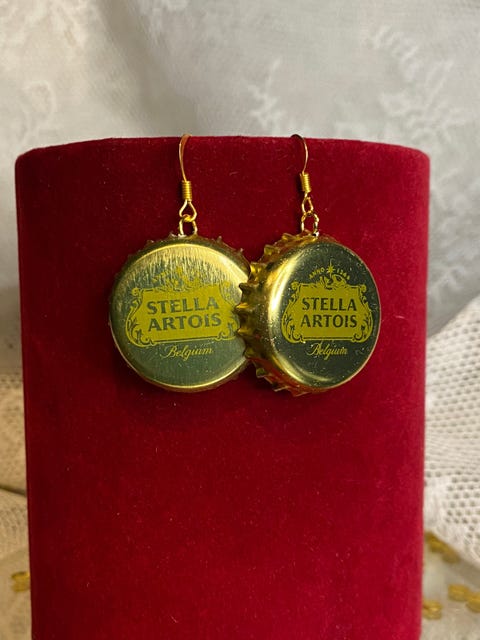 STELLA
ARTOIS
Belgium
ANNO 1366
STELLA
ARTOIS
Belgium